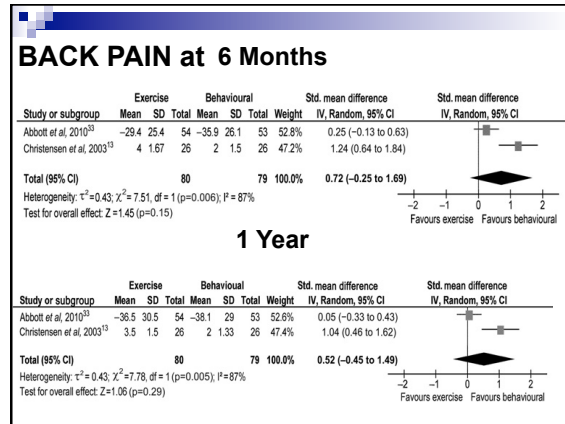 BACK PAIN at 6 Months
Exercise Behavioural Std. mean difference Std. mean difference
Study or subgroup Mean SD Total Mean SD Total Weight IV, Random, 95% CI IV, Random, 95% CI
Abbott et al, 2010³³ −29.4 25.4 54 −35.9 26.1 53 52.8% 0.25 (−0.13 to 0.63)
Christensen et al, 2003¹³ 4 1.67 26 2 1.5 26 47.2% 1.24 (0.64 to 1.84)
Total (95% CI) 80 79 100.0% 0.72 (−0.25 to 1.69)
Heterogeneity: τ²=0.43; χ²= 7.51, df = 1 (p=0.006); I² = 87%
Test for overall effect: Z =1.45 (p=0.15)
−2 −1 0 1 2
Favours exercise Favours behavioural
1 Year
Exercise Behavioual Std. mean difference Std. mean difference
Study or subgroup Mean SD Total Mean SD Total Weight IV, Random, 95% CI IV, Random, 95% CI
Abbott et al, 2010³³ −36.5 30.5 54 −38.1 29 53 52.6% 0.05 (−0.33 to 0.43)
Christensen et al, 2003¹³ 3.5 1.5 26 2 1.33 26 47.4% 1.04 (0.46 to 1.62)
Total (95% CI) 80 79 100.0% 0.52 (−0.45 to 1.49)
Heterogeneity: τ² = 0.43; χ² =7.78, df = 1 (p=0.005); I²=87%
Test for overall effect: Z=1.06 (p=0.29)
−2 −1 0 1 2
Favours exercise Favours behavioural